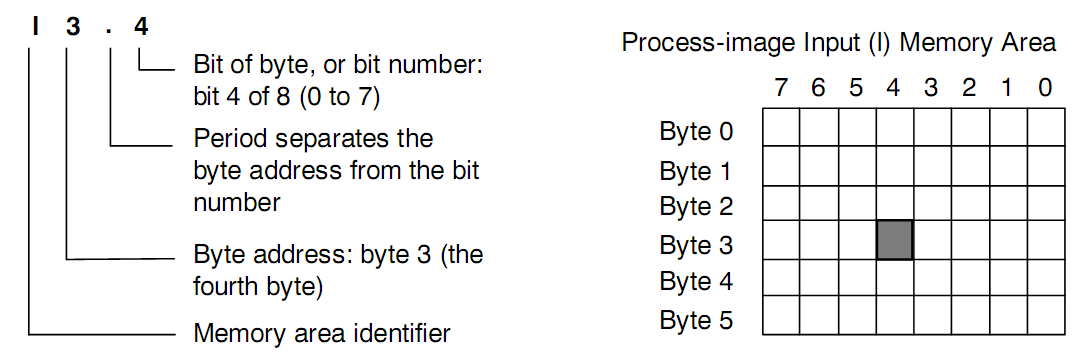 I 3 . 4
Bit of byte, or bit number:
bit 4 of 8 (0 to 7)
Period separates the
byte address from the bit
number
Byte address: byte 3 (the
fourth byte)
Memory area identifier
Process-image Input (I) Memory Area
7 6 5 4 3 2 1 0
Byte 0
Byte 1
Byte 2
Byte 3
Byte 4
Byte 5